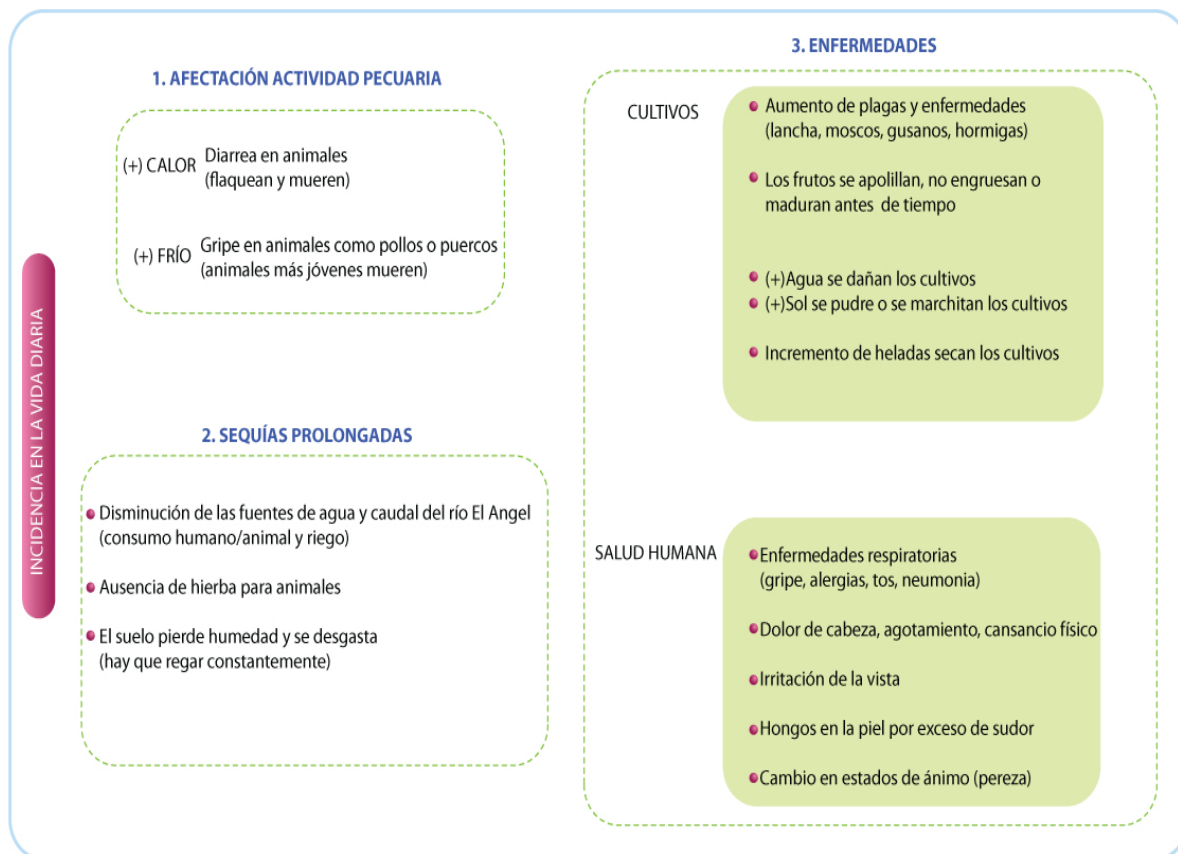 INCIDENCIA EN LA VIDA DIARIA
1. AFECTACIÓN ACTIVIDAD PECUARIA
(+) CALOR
Diarrea en animales
(flaquean y mueren)
(+) FRÍO
Gripe en animales como pollos o puercos
(animales más jóvenes mueren)
2. SEQUÍAS PROLONGADAS
Disminución de las fuentes de agua y caudal del río El Angel
(consumo humano/animal y riego)
Ausencia de hierba para animales
El suelo pierde humedad y se desgasta
(hay que regar constantemente)
3. ENFERMEDADES
CULTIVOS
Aumento de plagas y enfermedades
(lancha, moscos, gusanos, hormigas)
Los frutos se apolillan, no engruesan o
maduran antes de tiempo
(+)Agua se dañan los cultivos
(+)Sol se pudre o se marchitan los cultivos
Incremento de heladas secan los cultivos
SALUD HUMANA
Enfermedades respiratorias
(gripe, alergias, tos, neumonia)
Dolor de cabeza, agotamiento, cansancio físico
Irritación de la vista
Hongos en la piel por exceso de sudor
Cambio en estados de ánimo (pereza)